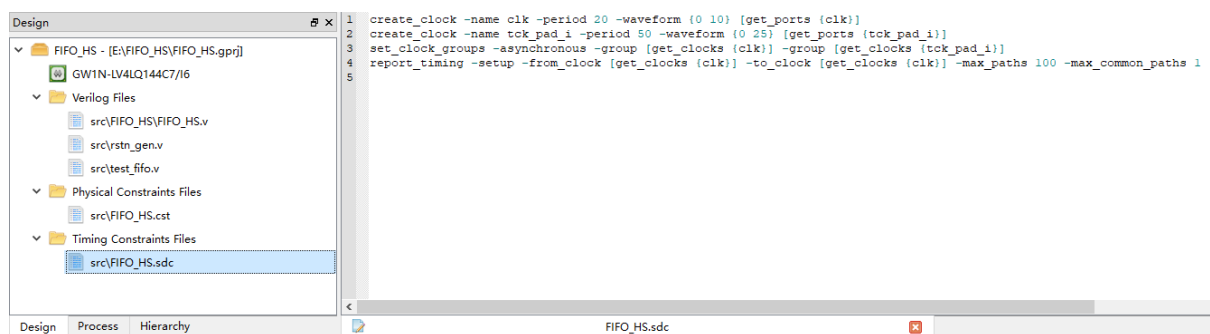 Design
FIFO_HS - [E:\FIFO_HS\FIFO_HS.gprj]
GW1N-LV4LQ144C7/I6
Verilog Files
src\FIFO_HS\FIFO_HS.v
src\rstn_gen.v
src\test_fifo.v
Physical Constraints Files
src\FIFO_HS.cst
Timing Constraints Files
src\FIFO_HS.sdc
Design Process Hierarchy
1 create_clock -name clk -period 20 -waveform {0 10} [get_ports {clk}]
2 create_clock -name tck_pad_i -period 50 -waveform {0 25} [get_ports {tck_pad_i}]
3 set_clock_groups -asynchronous -group [get_clocks {clk}] -group [get_clocks {tck_pad_i}]
4 report_timing -setup -from_clock [get_clocks {clk}] -to_clock [get_clocks {clk}] -max_paths 100 -max_common_paths 1
5
FIFO_HS.sdc